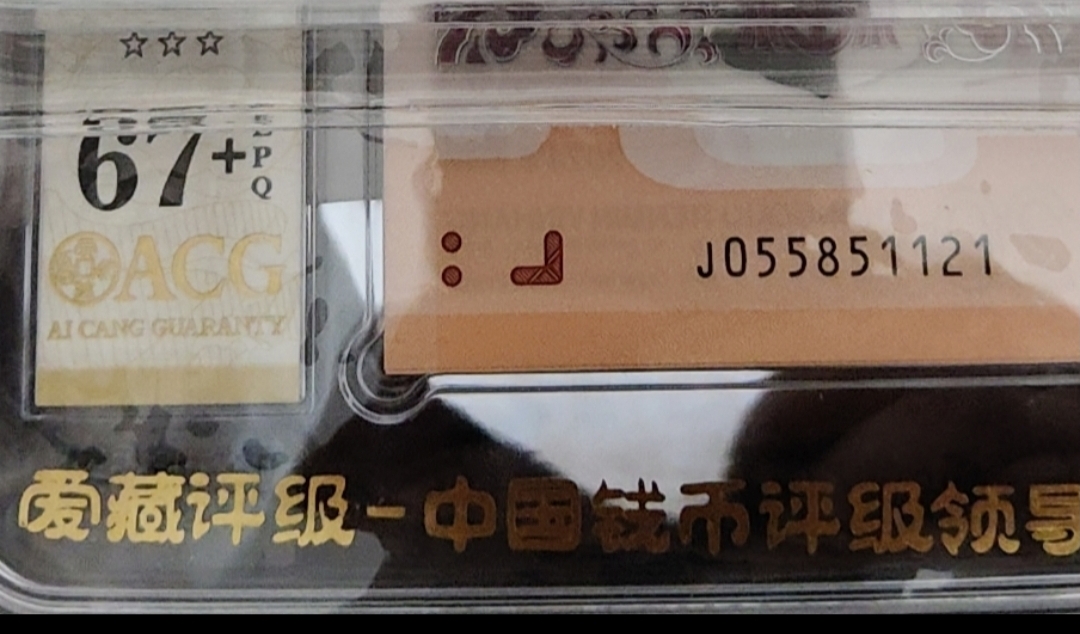 ☆☆☆
67+ EPQ
ACG
AI CANG GUARANTY
J055851121
爱藏评级-中国钱币评级领导